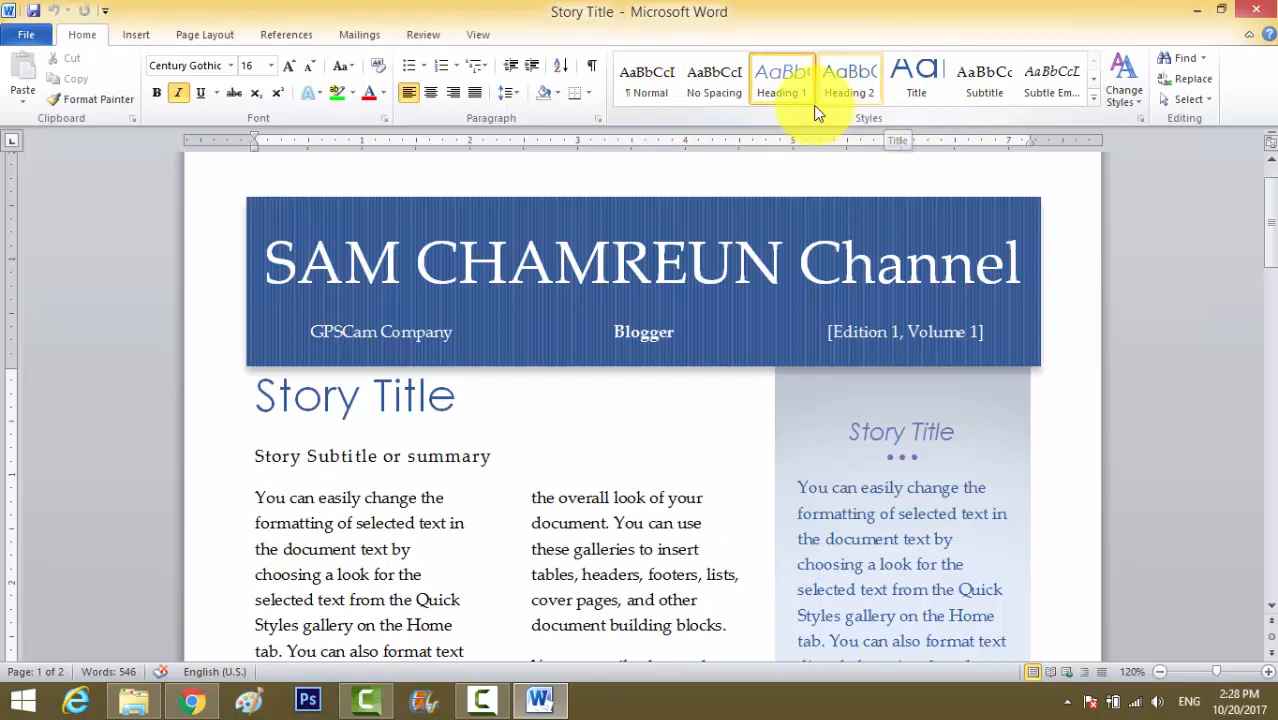 Story Title - Microsoft Word
File Home Insert Page Layout References Mailings Review View
Cut
Copy
Format Painter
Paste
Clipboard
Century Gothic 16
Font
Paragraph
AaBbCcI AaBbCcI AaBb AaBbC AaI AaBbCc AaBbCcL
¶ Normal No Spacing Heading 1 Heading 2 Title Subtitle Subtle Em...
Change
Styles
Styles
Find
Replace
Select
Editing
Title
SAM CHAMREUN Channel
GPSCam Company Blogger [Edition 1, Volume 1]
Story Title
Story Subtitle or summary
You can easily change the
formatting of selected text in
the document text by
choosing a look for the
selected text from the Quick
Styles gallery on the Home
tab. You can also format text
the overall look of your
document. You can use
these galleries to insert
tables, headers, footers, lists,
cover pages, and other
document building blocks.
Story Title
You can easily change the
formatting of selected text in
the document text by
choosing a look for the
selected text from the Quick
Styles gallery on the Home
tab. You can also format text
Page: 1 of 2 Words: 546 English (U.S.) 120%
Ps
ENG
2:28 PM
10/20/2017